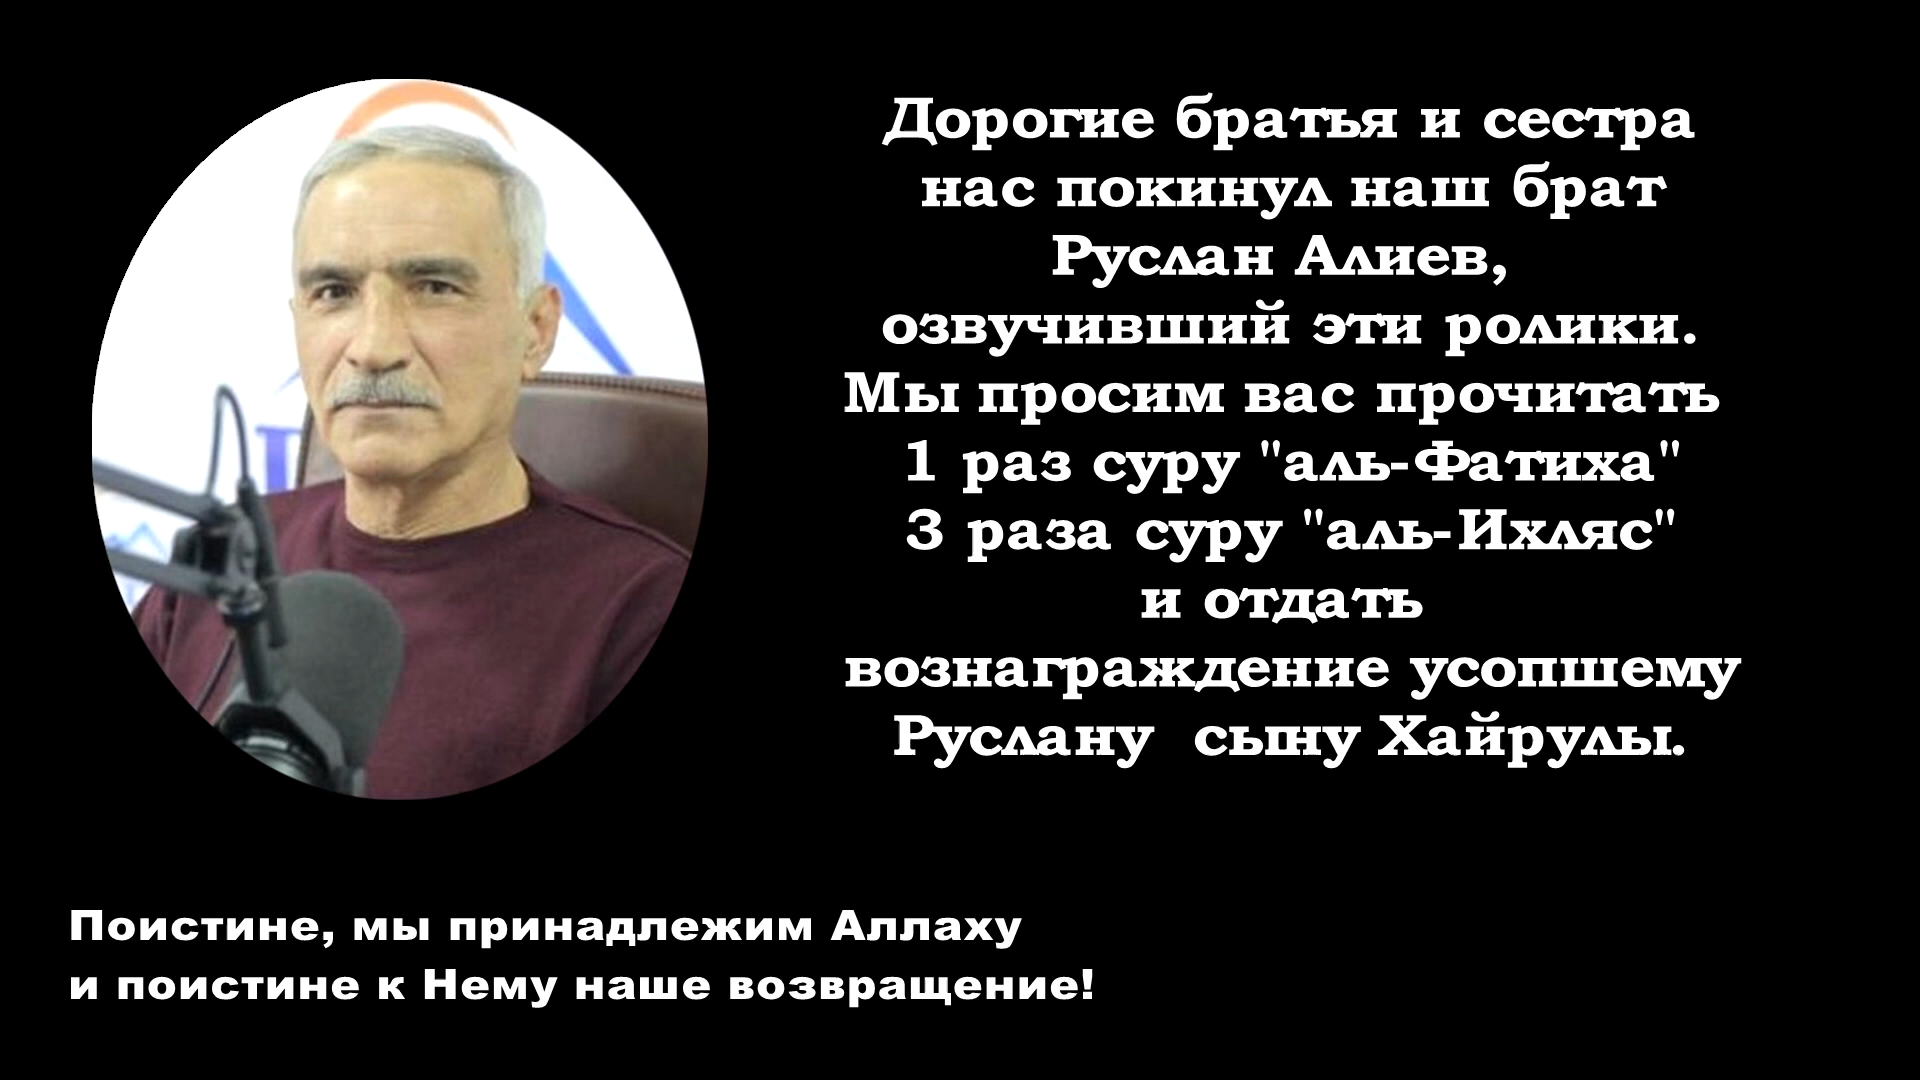 Дорогие братья и сестра
нас покинул наш брат
Руслан Алиев,
озвучивший эти ролики.
Мы просим вас прочитать
1 раз суру "аль-Фатиха"
3 раза суру "аль-Ихляс"
и отдать
вознаграждение усопшему
Руслану  сыну Хайрулы.
Поистине, мы принадлежим Аллаху
и поистине к Нему наше возвращение!